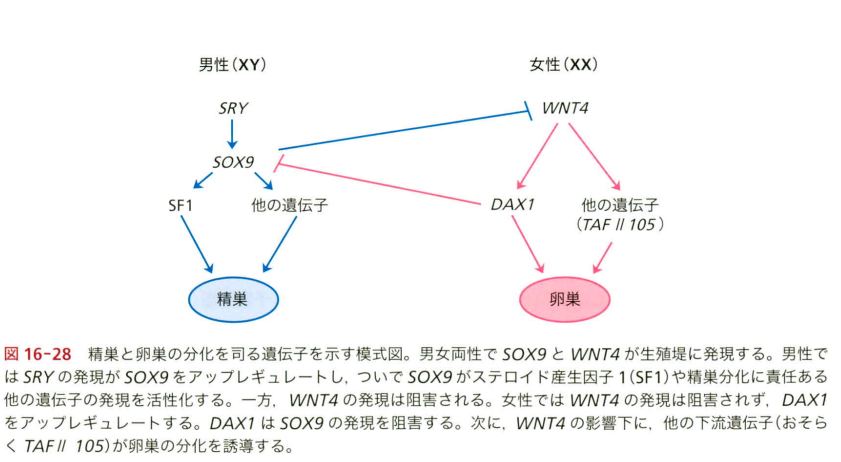 男性（XY） 女性（XX）
SRY WNT4
SOX9
SF1 他の遺伝子 DAX1 他の遺伝子
（TAFⅡ105）
精巣 卵巣
図 16-28 精巣と卵巣の分化を司る遺伝子を示す模式図。男女両性で SOX9 と WNT4 が生殖堤に発現する。男性で
は SRY の発現が SOX9 をアップレギュレートし，ついで SOX9 がステロイド産生因子 1（SF1）や精巣分化に責任ある
他の遺伝子の発現を活性化する。一方，WNT4 の発現は阻害される。女性では WNT4 の発現は阻害されず，DAX1
をアップレギュレートする。DAX1 は SOX9 の発現を阻害する。次に，WNT4 の影響下に，他の下流遺伝子（おそら
く TAFⅡ 105）が卵巣の分化を誘導する。